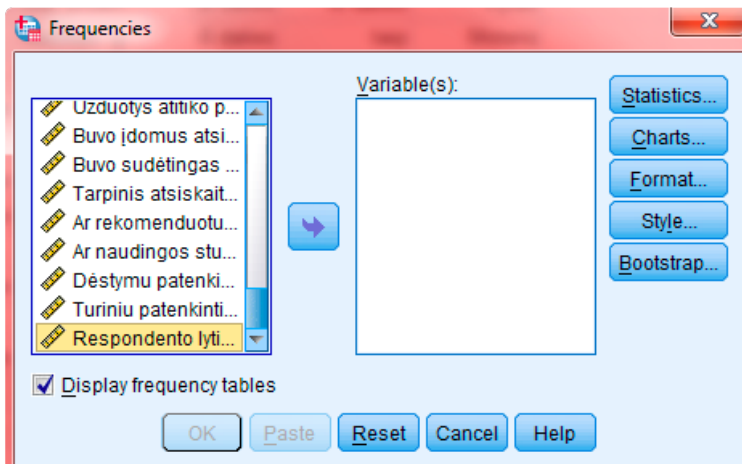 Frequencies
Variable(s):
Užduotys atitiko p...
Buvo įdomus atsi...
Buvo sudėtingas ...
Tarpinis atsiskait...
Ar rekomenduotu...
Ar naudingos stu...
Dėstymu patenki...
Turiniu patenkinti...
Respondento lyti...
Statistics...
Charts...
Format...
Style...
Bootstrap...
Display frequency tables
OK
Paste
Reset
Cancel
Help